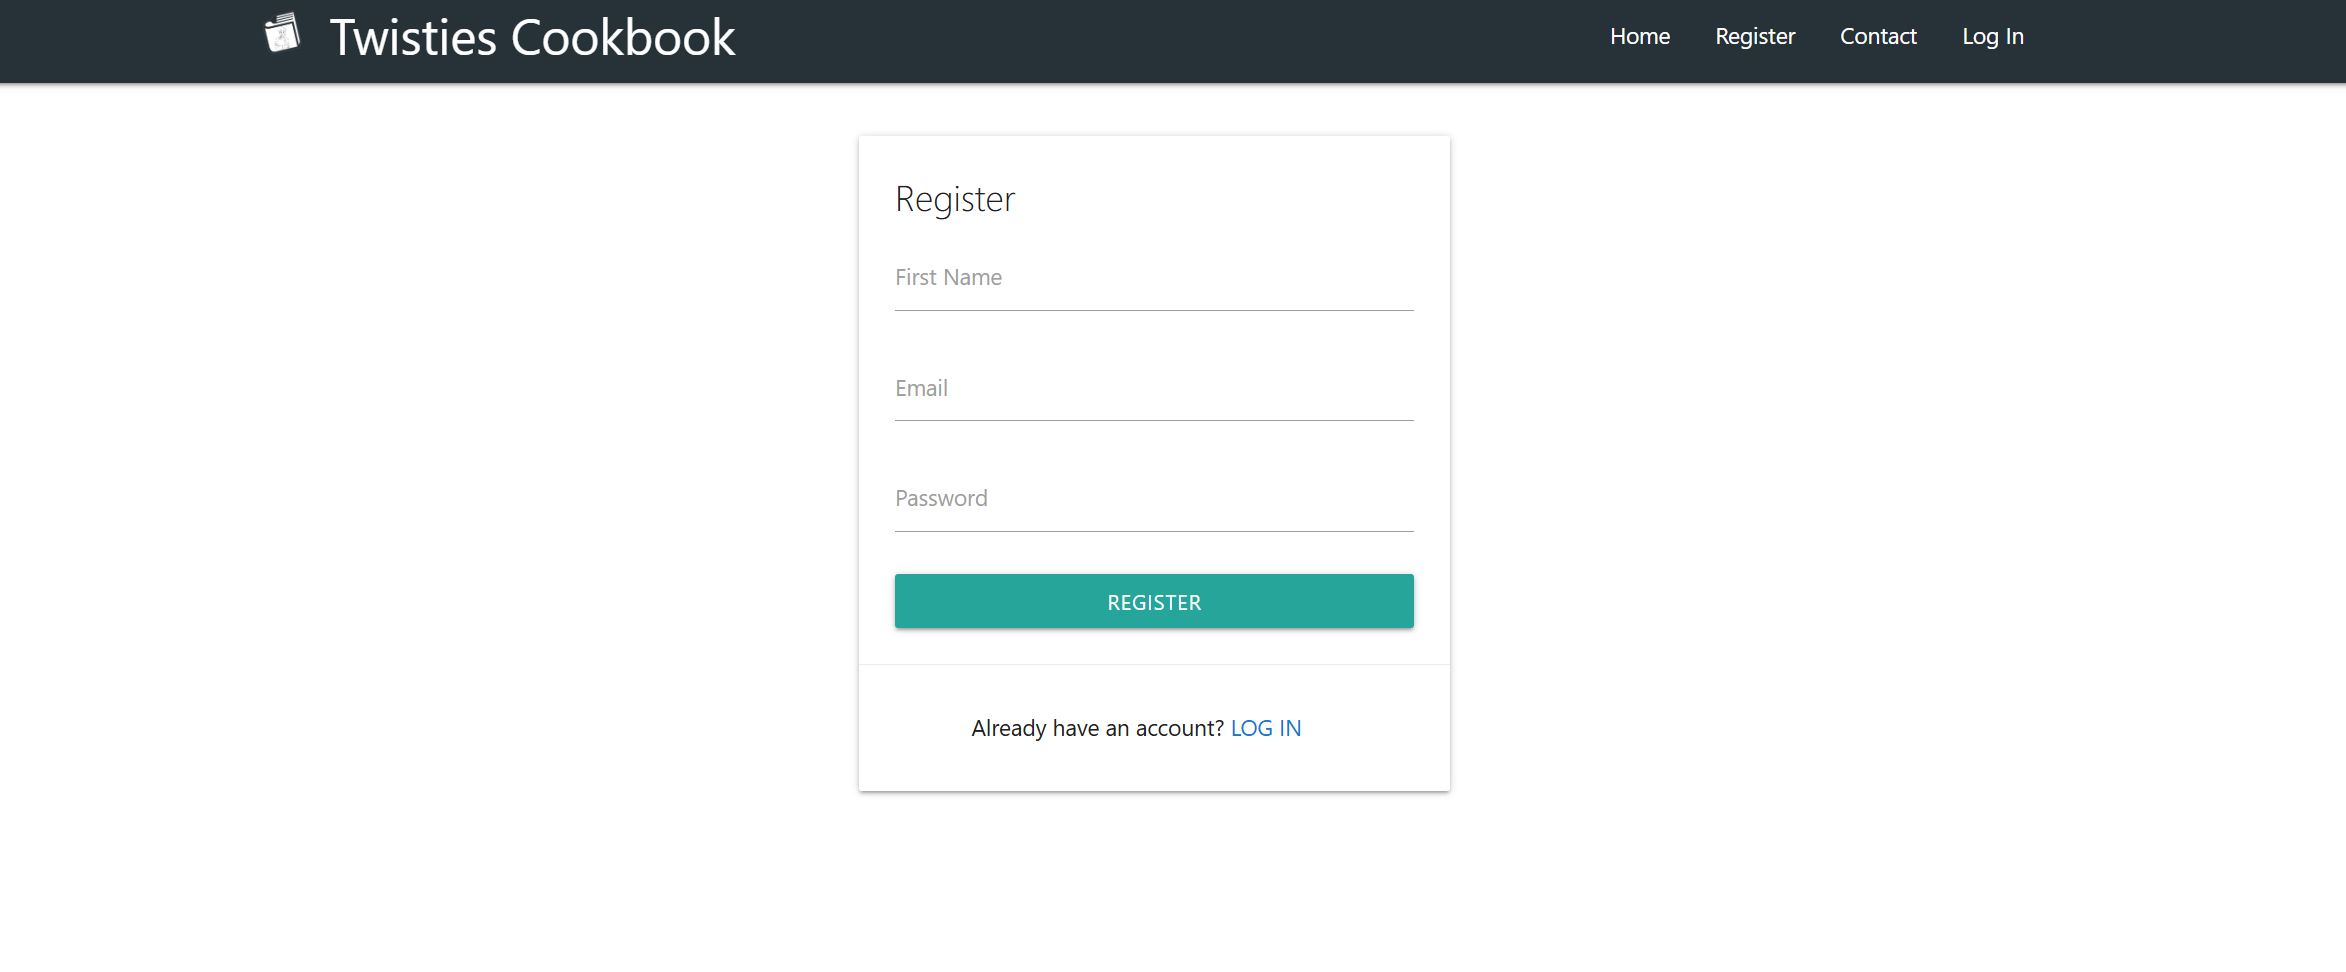 Twisties Cookbook
Home Register Contact Log In
Register
First Name
Email
Password
REGISTER
Already have an account? LOG IN